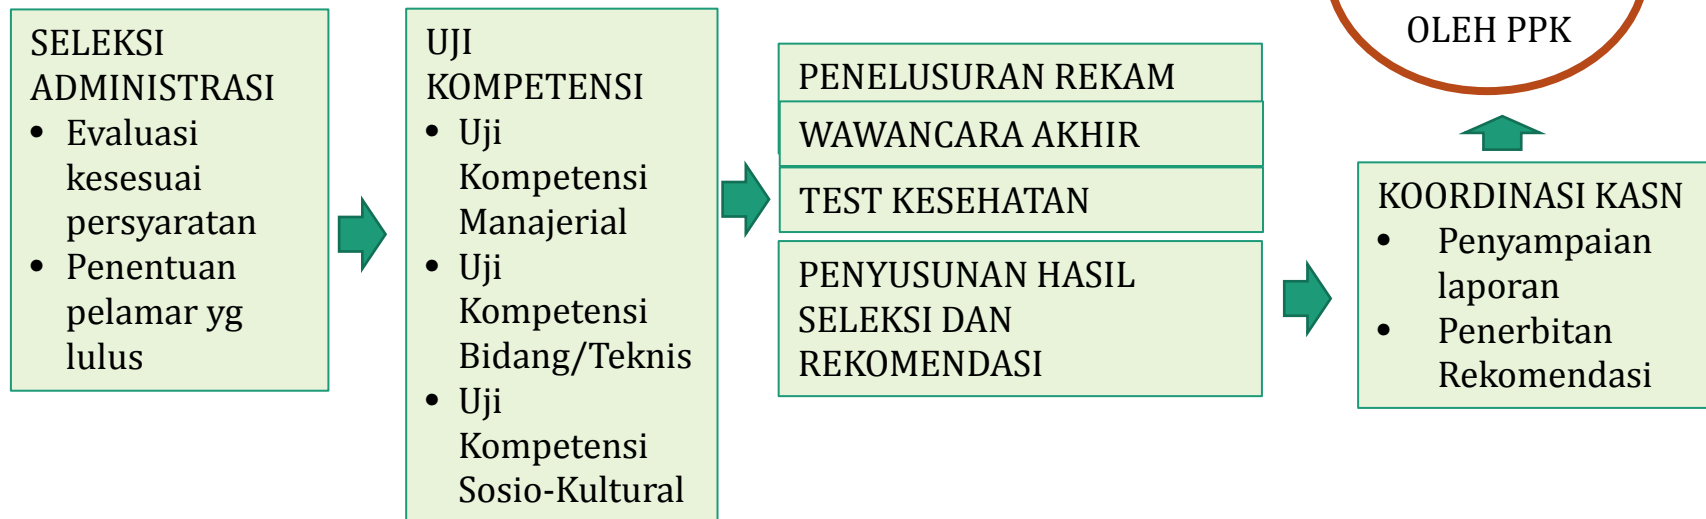 SELEKSI
ADMINISTRASI
• Evaluasi
kesesuai
persyaratan
• Penentuan
pelamar yg
lulus
UJI
KOMPETENSI
• Uji
Kompetensi
Manajerial
• Uji
Kompetensi
Bidang/Teknis
• Uji
Kompetensi
Sosio-Kultural
PENELUSURAN REKAM
WAWANCARA AKHIR
TEST KESEHATAN
PENYUSUNAN HASIL
SELEKSI DAN
REKOMENDASI
OLEH PPK
KOORDINASI KASN
• Penyampaian
laporan
• Penerbitan
Rekomendasi